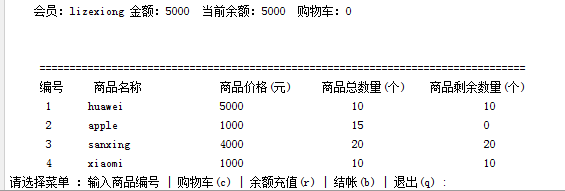 会员：lizexiong 金额：5000 当前余额：5000 购物车：0
================================================================================
编号 商品名称 商品价格(元) 商品总数量(个) 商品剩余数量(个)
1 huawei 5000 10 10
2 apple 1000 15 0
3 sanxing 4000 20 20
4 xiaomi 1000 10 10
请选择菜单 : 输入商品编号 | 购物车(c) | 余额充值(r) | 结帐(b) | 退出(q) :